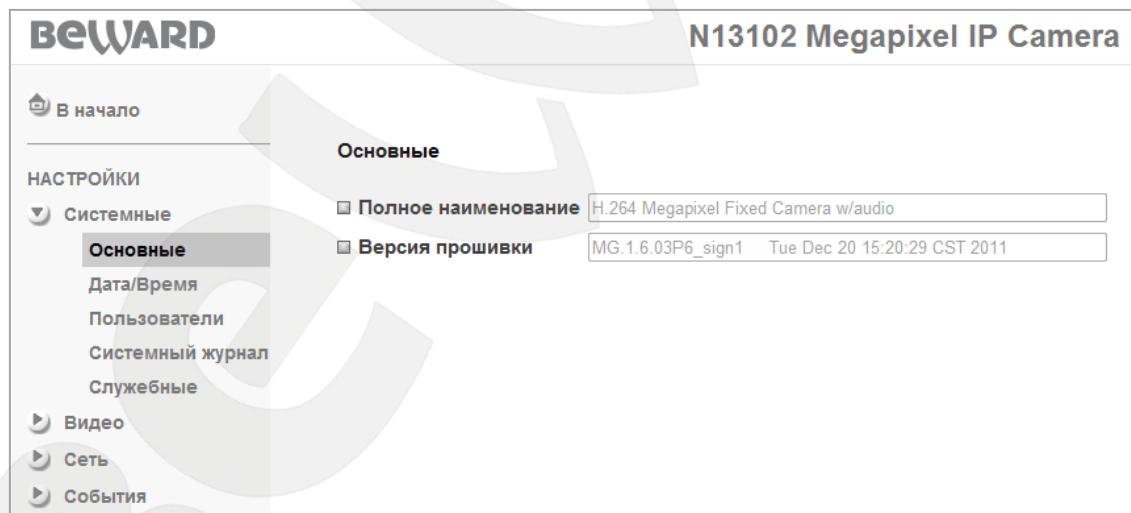 BEWARD
N13102 Megapixel IP Camera
В начало
НАСТРОЙКИ
Системные
Основные
Дата/Время
Пользователи
Системный журнал
Служебные
Видео
Сеть
События
Основные
Полное наименование H.264 Megapixel Fixed Camera w/audio
Версия прошивки MG.1.6.03P6_sign1 Tue Dec 20 15:20:29 CST 2011